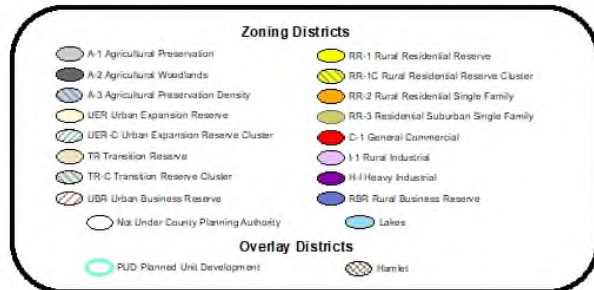 Zoning Districts
A-1 Agricultural Preservation
A-2 Agricultural Woodlands
A-3 Agricultural Preservation Density
UER Urban Expansion Reserve
UER-C Urban Expansion Reserve Cluster
TR Transition Reserve
TR-C Transition Reserve Cluster
UBR Urban Business Reserve
RR-1 Rural Residential Reserve
RR-1C Rural Residential Reserve Cluster
RR-2 Rural Residential Single Family
RR-3 Residential Suburban Single Family
C-1 General Commercial
I-1 Rural Industrial
H-I Heavy Industrial
RBR Rural Business Reserve
Not Under County Planning Authority
Lakes
Overlay Districts
PUD Planned Unit Development
Hamlet